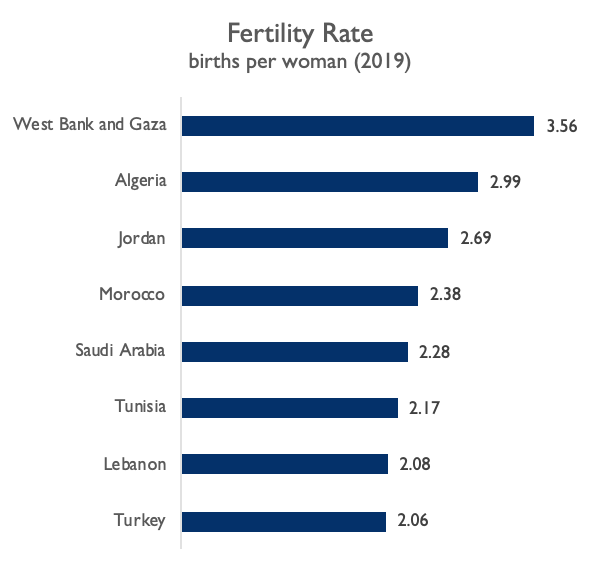 Fertility Rate
births per woman (2019)
West Bank and Gaza 3.56
Algeria 2.99
Jordan 2.69
Morocco 2.38
Saudi Arabia 2.28
Tunisia 2.17
Lebanon 2.08
Turkey 2.06